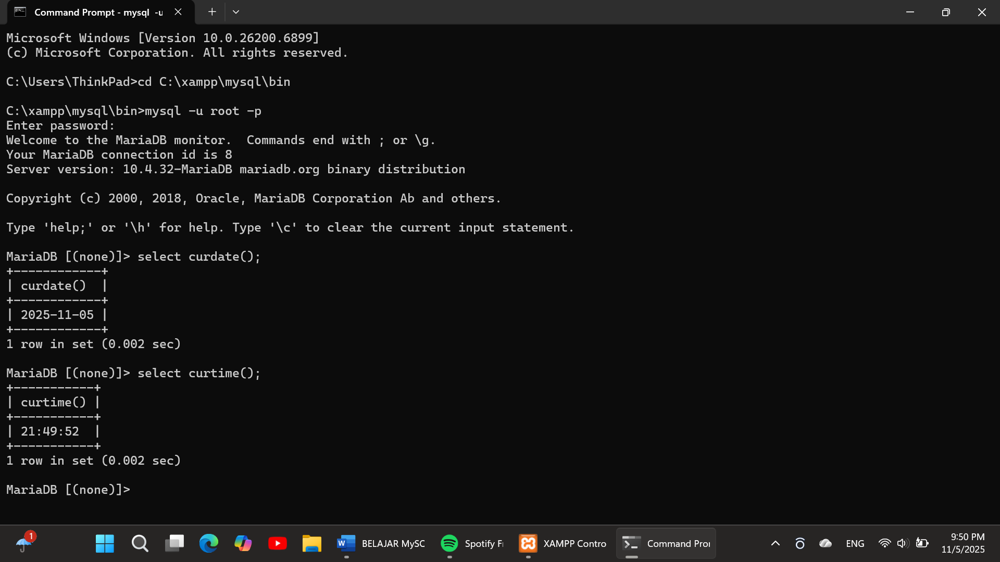 Command Prompt - mysql  -u
Microsoft Windows [Version 10.0.26200.6899]
(c) Microsoft Corporation. All rights reserved.
C:\Users\ThinkPad>cd C:\xampp\mysql\bin
C:\xampp\mysql\bin>mysql -u root -p
Enter password:
Welcome to the MariaDB monitor.  Commands end with ; or \g.
Your MariaDB connection id is 8
Server version: 10.4.32-MariaDB mariadb.org binary distribution
Copyright (c) 2000, 2018, Oracle, MariaDB Corporation Ab and others.
Type 'help;' or '\h' for help. Type '\c' to clear the current input statement.
MariaDB [(none)]> select curdate();
+------------+
| curdate()  |
+------------+
| 2025-11-05 |
+------------+
1 row in set (0.002 sec)
MariaDB [(none)]> select curtime();
+-----------+
| curtime() |
+-----------+
| 21:49:52  |
+-----------+
1 row in set (0.002 sec)
MariaDB [(none)]>
1
BELAJAR MySC
Spotify Fr
XAMPP Contro
Command Pror
ENG
9:50 PM
11/5/2025